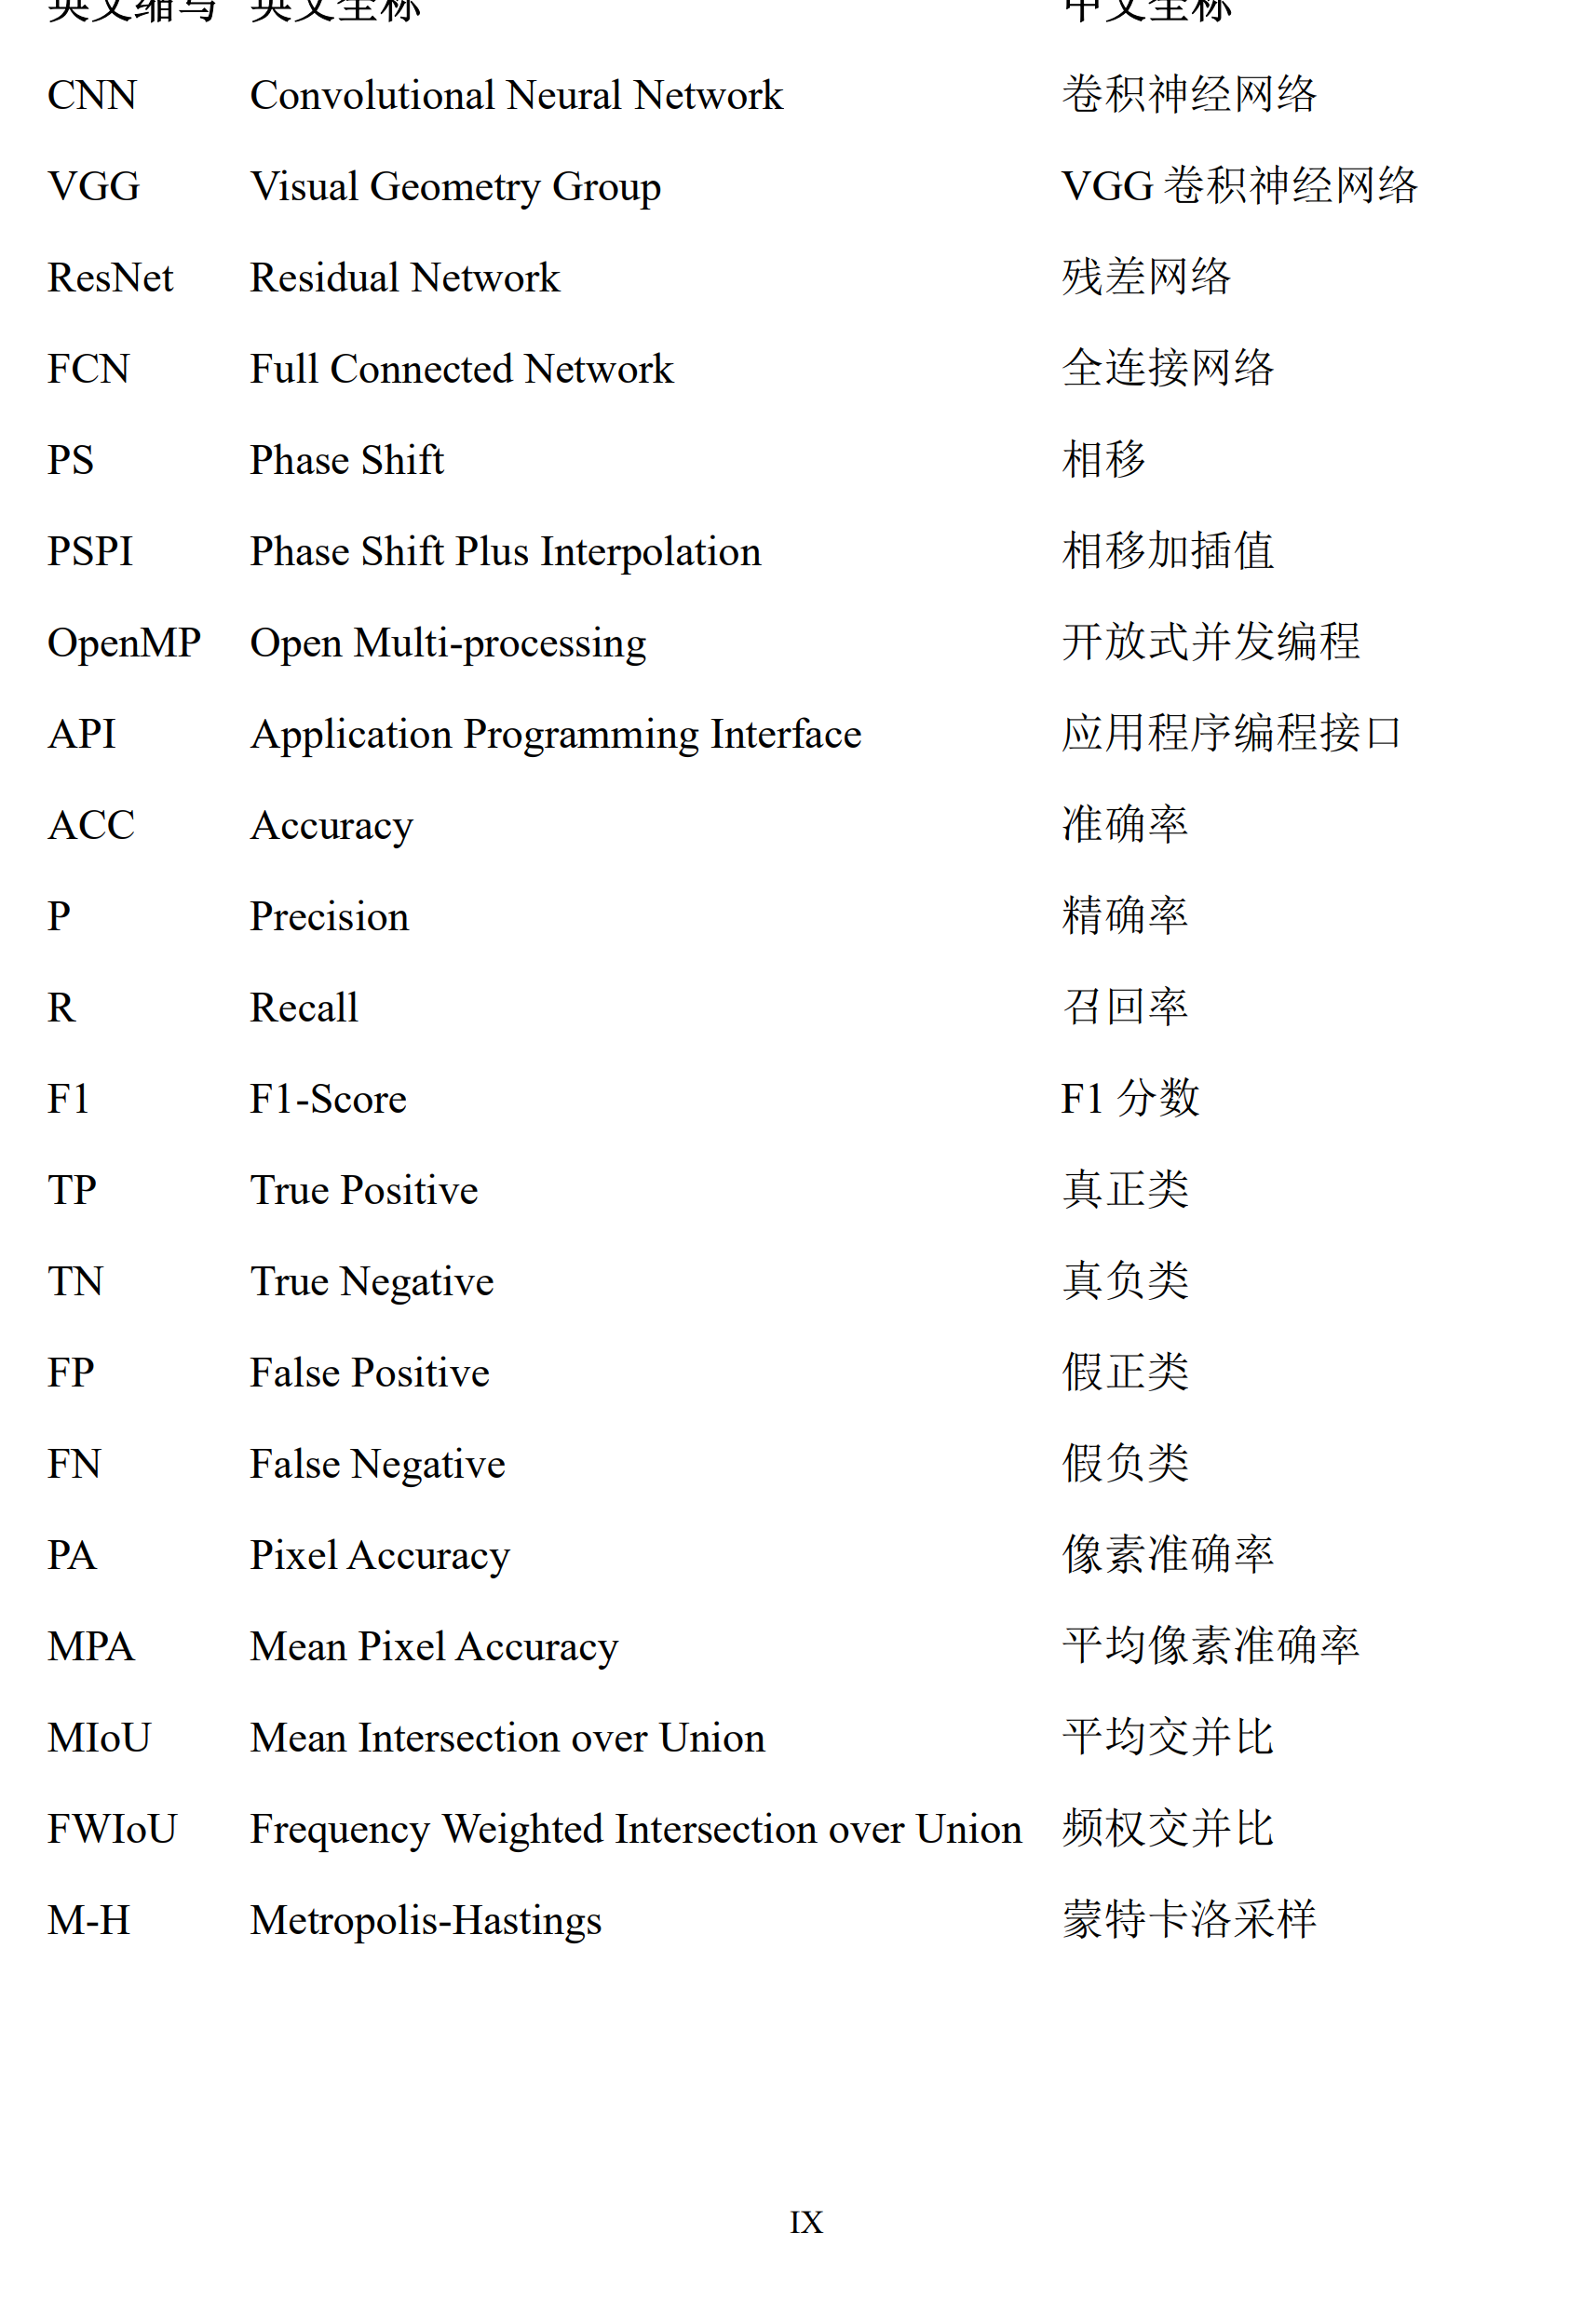 英文缩写 英文全称 中文全称
CNN Convolutional Neural Network 卷积神经网络
VGG Visual Geometry Group VGG 卷积神经网络
ResNet Residual Network 残差网络
FCN Full Connected Network 全连接网络
PS Phase Shift 相移
PSPI Phase Shift Plus Interpolation 相移加插值
OpenMP Open Multi-processing 开放式并发编程
API Application Programming Interface 应用程序编程接口
ACC Accuracy 准确率
P Precision 精确率
R Recall 召回率
F1 F1-Score F1 分数
TP True Positive 真正类
TN True Negative 真负类
FP False Positive 假正类
FN False Negative 假负类
PA Pixel Accuracy 像素准确率
MPA Mean Pixel Accuracy 平均像素准确率
MIoU Mean Intersection over Union 平均交并比
FWIoU Frequency Weighted Intersection over Union 频权交并比
M-H Metropolis-Hastings 蒙特卡洛采样
IX